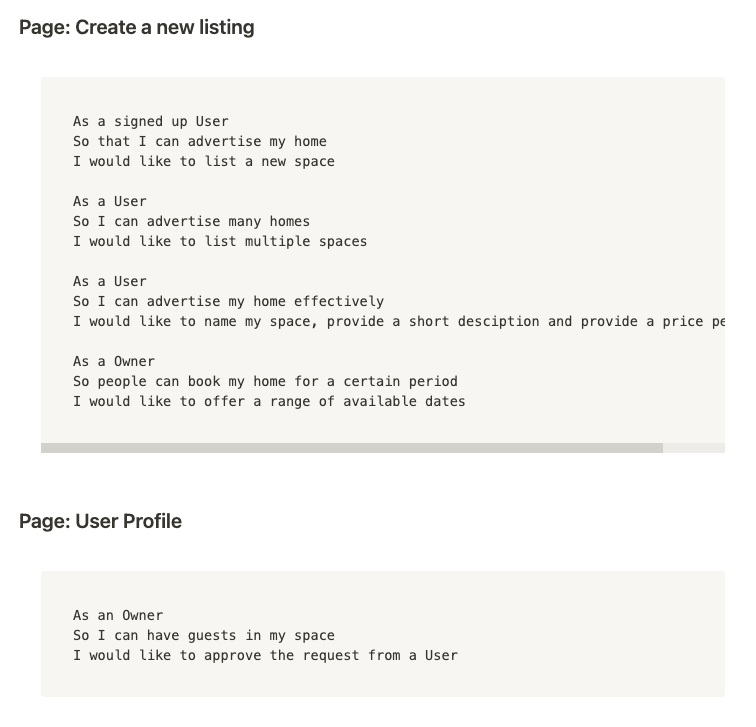 Page: Create a new listing
As a signed up User
So that I can advertise my home
I would like to list a new space
As a User
So I can advertise many homes
I would like to list multiple spaces
As a User
So I can advertise my home effectively
I would like to name my space, provide a short desciption and provide a price pe
As a Owner
So people can book my home for a certain period
I would like to offer a range of available dates
Page: User Profile
As an Owner
So I can have guests in my space
I would like to approve the request from a User